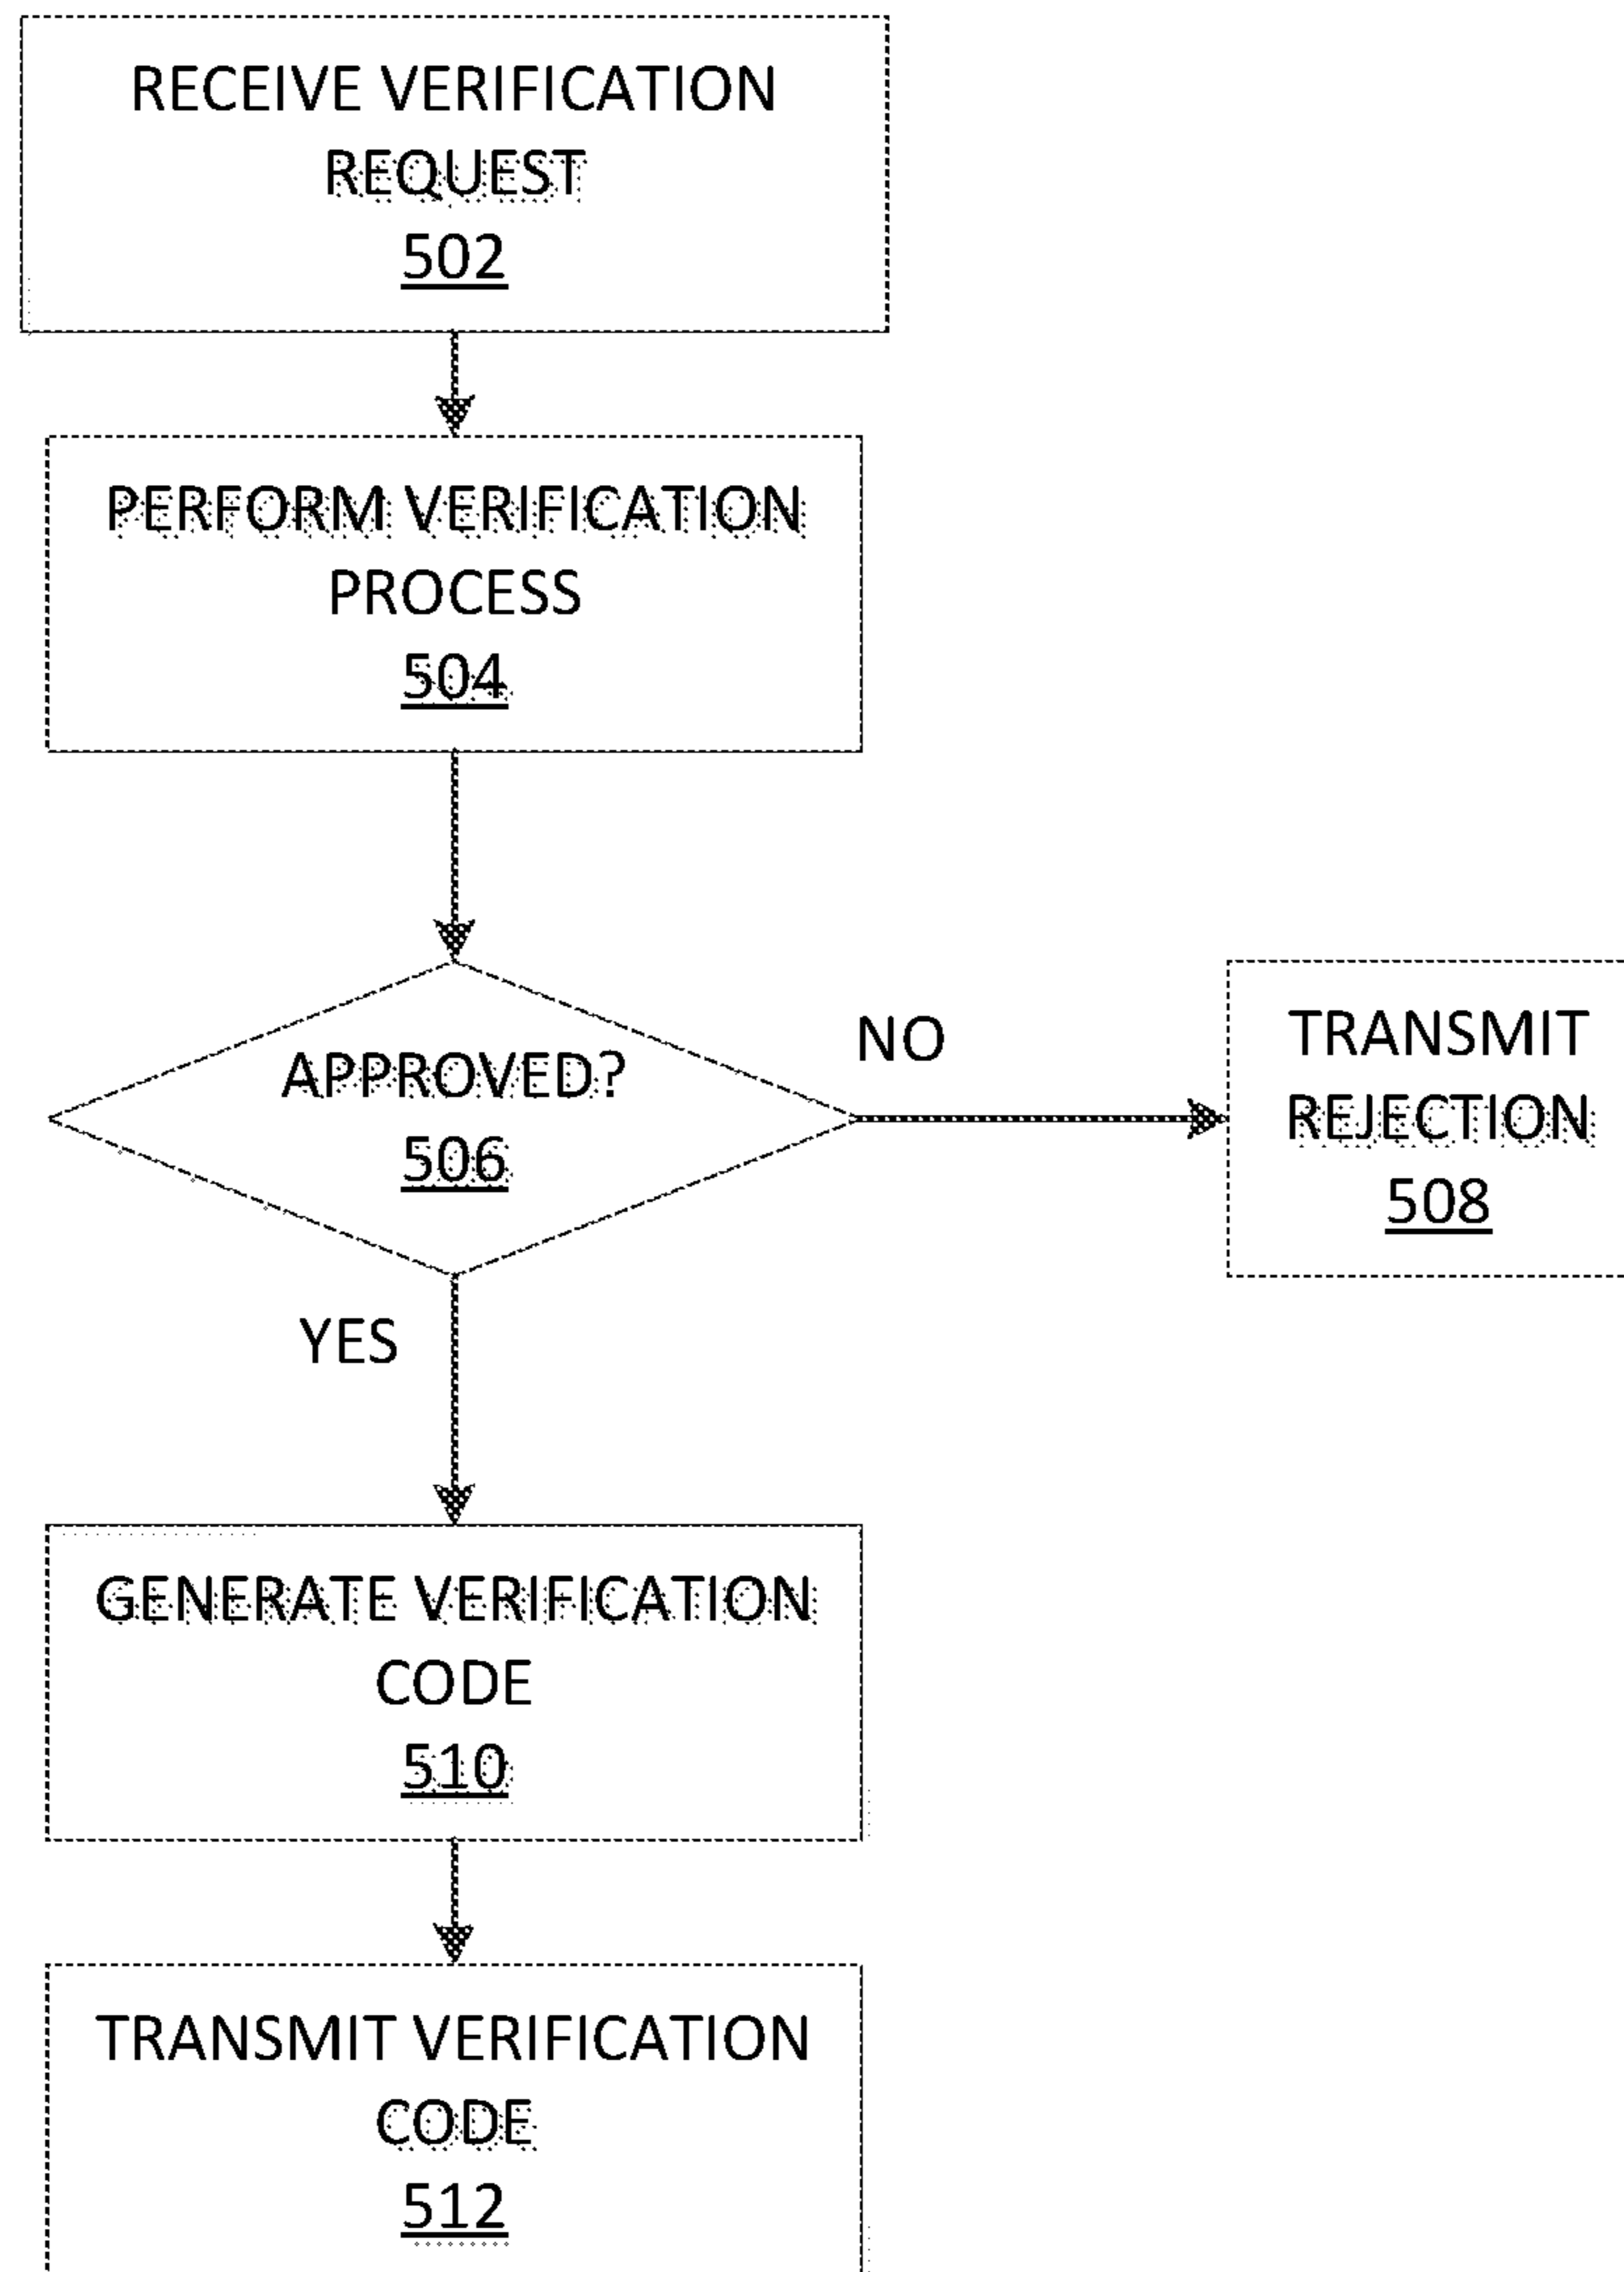 RECEIVE VERIFICATION
REQUEST
502
PERFORM VERIFICATION
PROCESS
504
APPROVED?
506
NO
TRANSMIT
REJECTION
508
YES
GENERATE VERIFICATION
CODE
510
TRANSMIT VERIFICATION
CODE
512